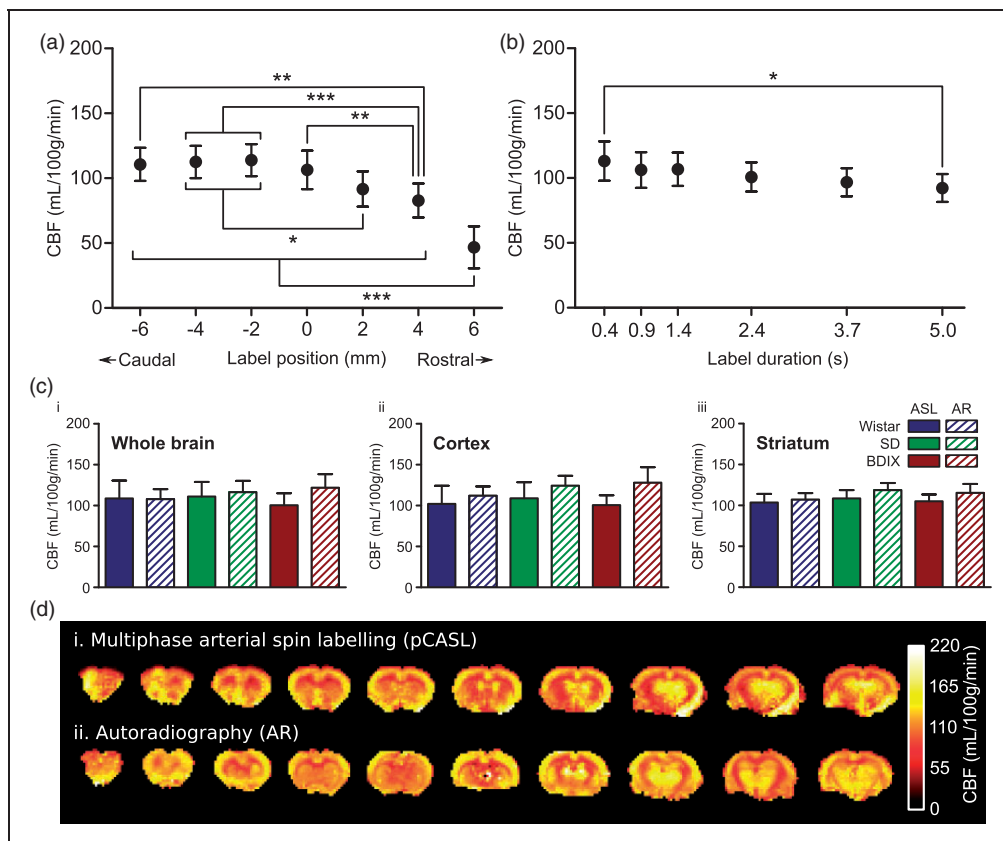 (a)
200
150
100
50
0
CBF (mL/100g/min)
**
***
**
*
***
-6 -4 -2 0 2 4 6
←Caudal Label position (mm) Rostral→
(b)
200
150
100
50
0
CBF (mL/100g/min)
*
0.4 0.9 1.4 2.4 3.7 5.0
Label duration (s)
(c)
i
200
150
100
50
0
CBF (mL/100g/min)
Whole brain
ii
200
150
100
50
0
CBF (mL/100g/min)
Cortex
iii
200
150
100
50
0
CBF (mL/100g/min)
Striatum
ASL AR
Wistar
SD
BDIX
(d)
i. Multiphase arterial spin labelling (pCASL)
ii. Autoradiography (AR)
220
165
110
55
0
CBF (mL/100g/min)